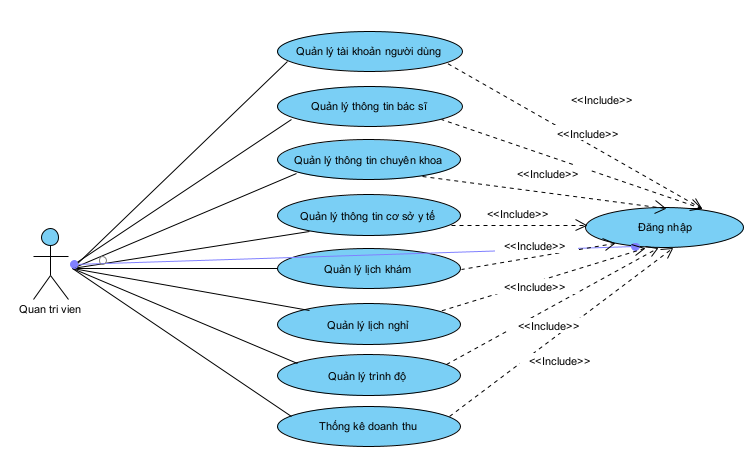 Quản lý tài khoản người dùng
<<Include>>
Quản lý thông tin bác sĩ
<<Include>>
Quản lý thông tin chuyên khoa
<<Include>>
Quản lý thông tin cơ sở y tế
<<Include>>
Đăng nhập
<<Include>>
Quản lý lịch khám
<<Include>>
Quan tri vien
Quản lý lịch nghỉ
<<Include>>
<<Include>>
Quản lý trình độ
Thống kê doanh thu